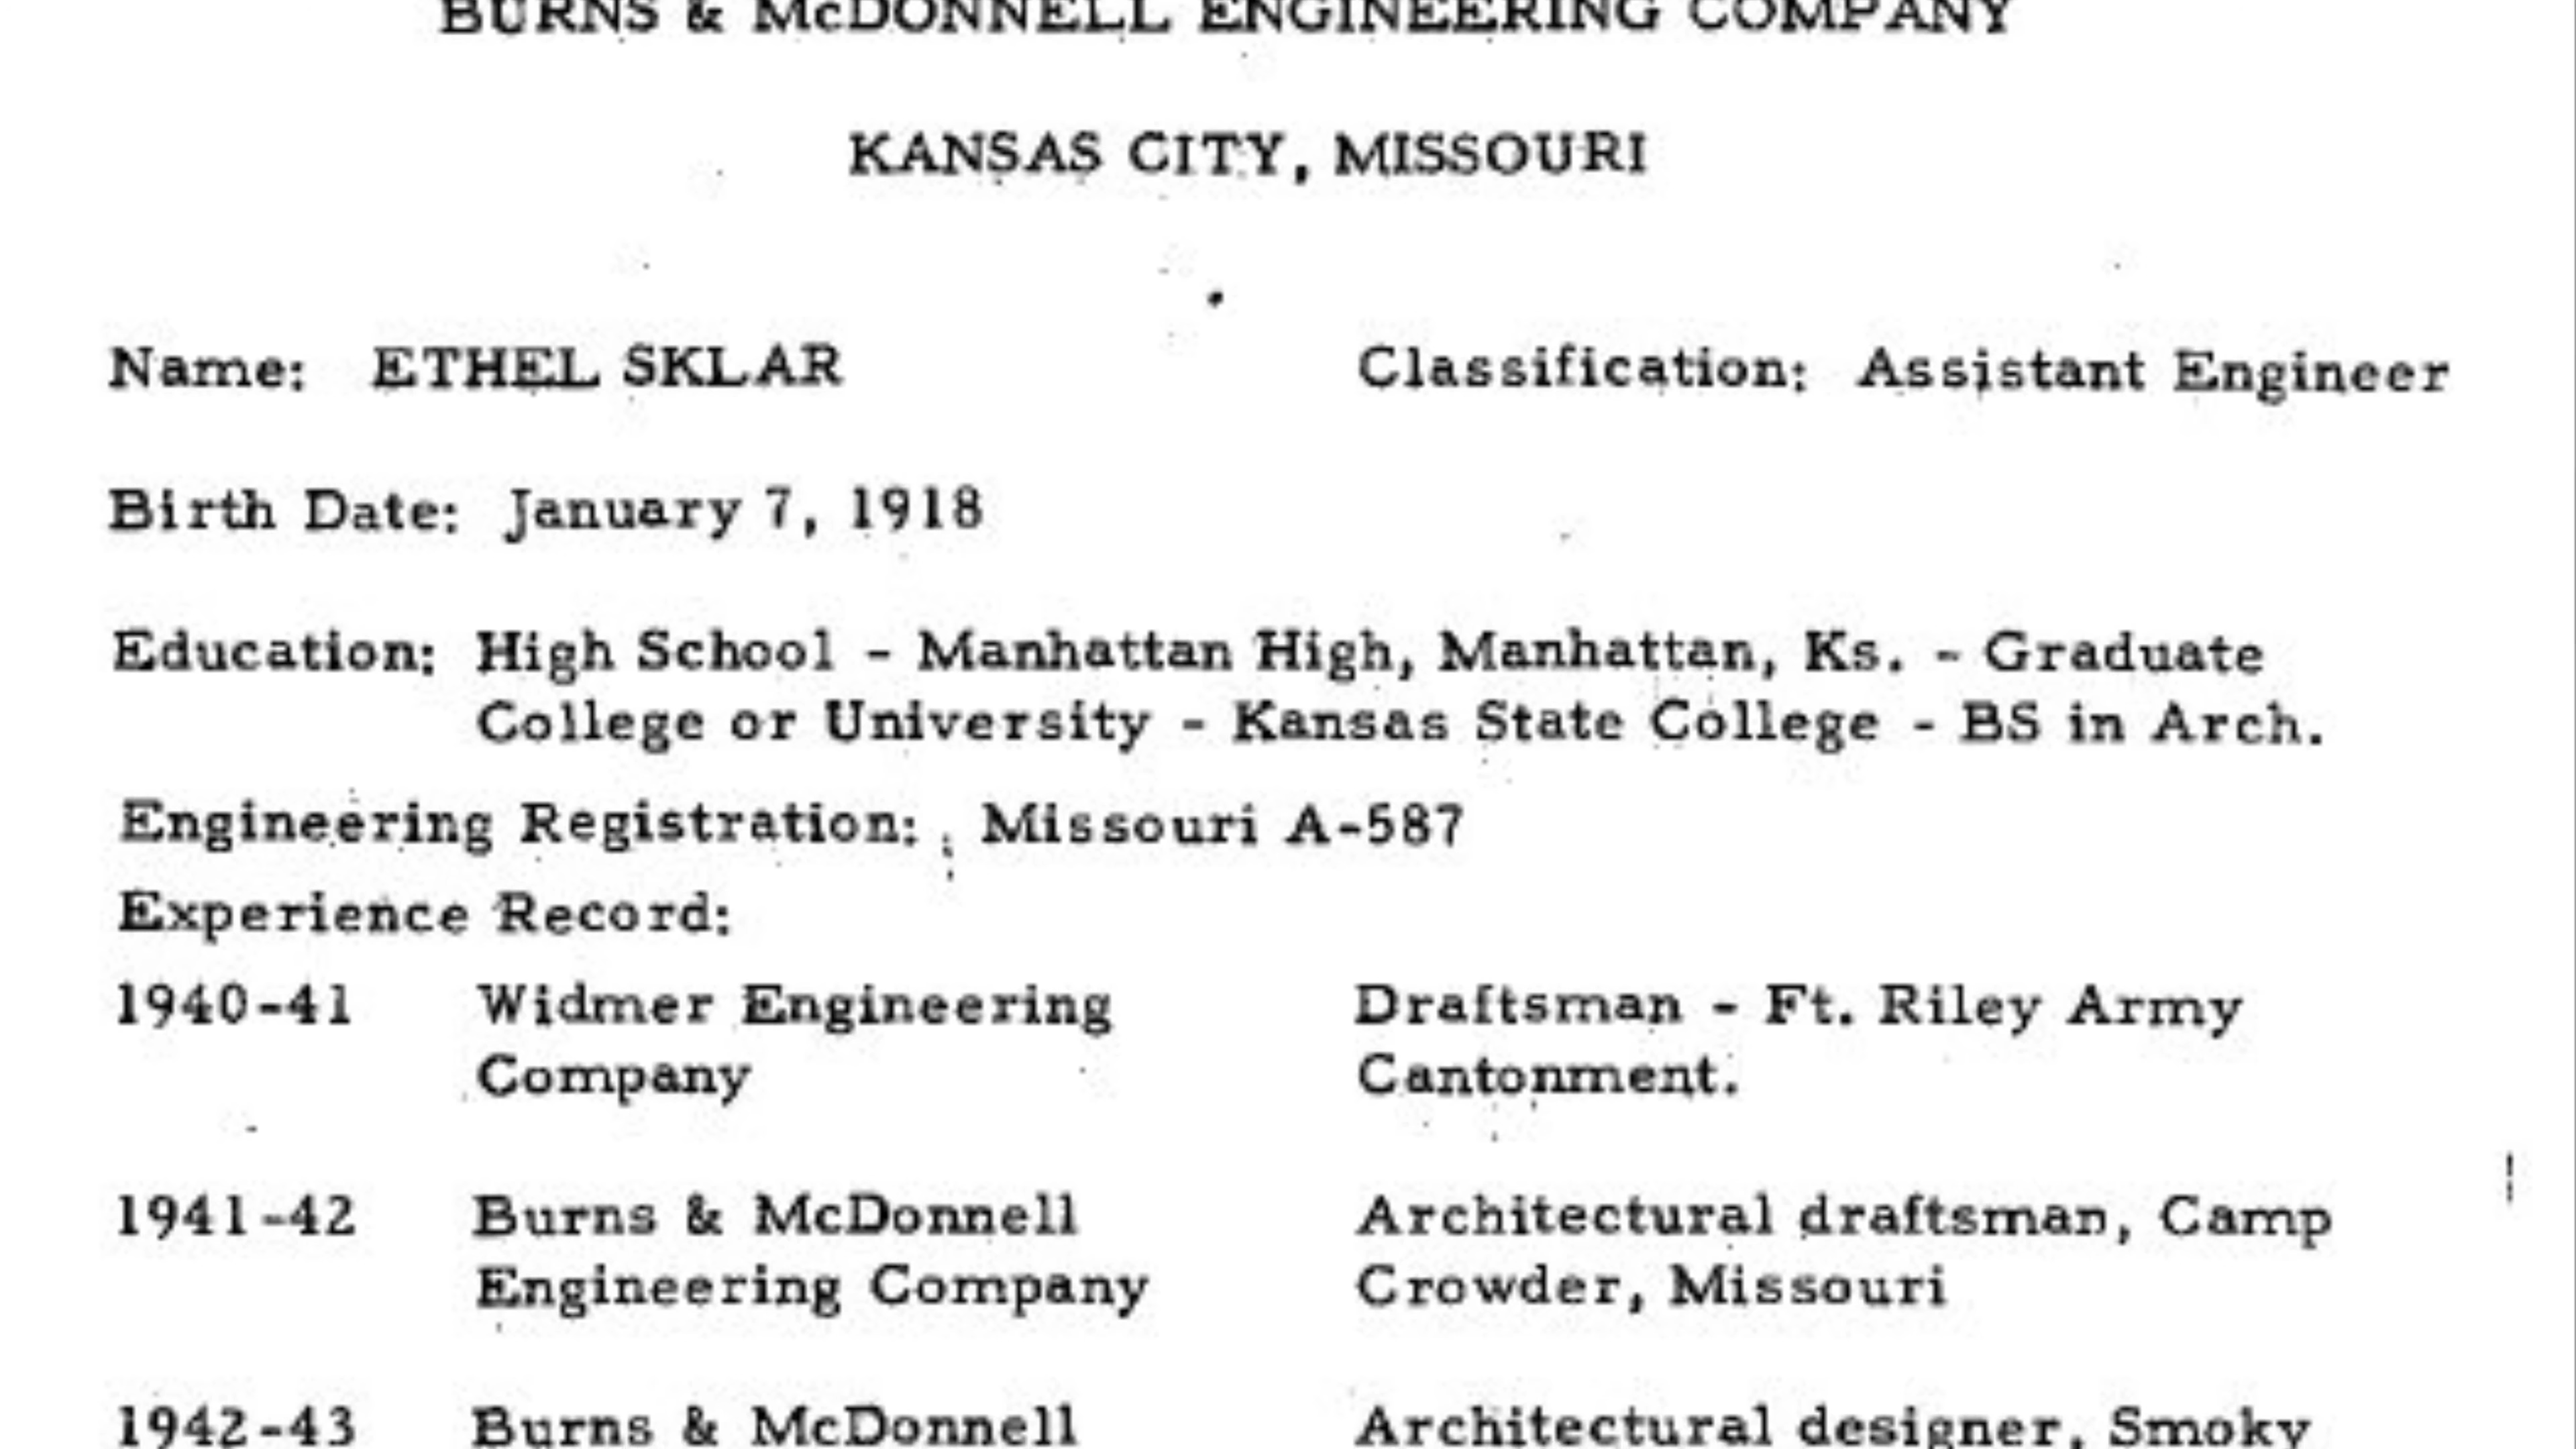 BURNS & McDONNELL ENGINEERING COMPANY
KANSAS CITY, MISSOURI
Name: ETHEL SKLAR Classification: Assistant Engineer
Birth Date: January 7, 1918
Education: High School - Manhattan High, Manhattan, Ks. - Graduate
College or University - Kansas State College - BS in Arch.
Engineering Registration: Missouri A-587
Experience Record:
1940-41 Widmer Engineering Draftsman - Ft. Riley Army
Company Cantonment.
1941-42 Burns & McDonnell Architectural draftsman, Camp
Engineering Company Crowder, Missouri
1942-43 Burns & McDonnell Architectural designer, Smoky